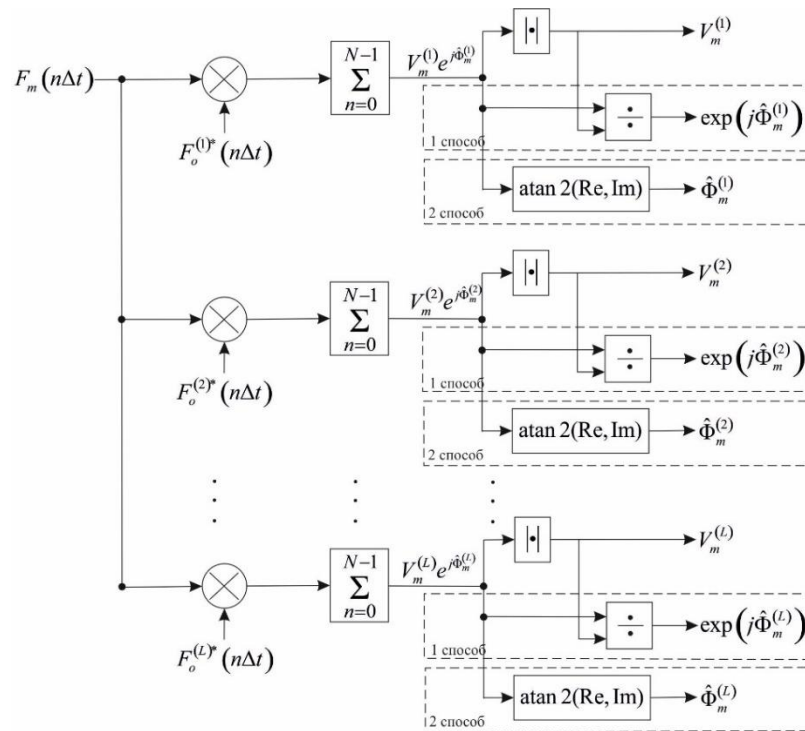 F_m(nΔt)
N−1
Σ
n=0
V_m^{(1)}e^{jΦ̂_m^{(1)}}
|•|
V_m^{(1)}
F_o^{(1)*}(nΔt)
÷
exp(jΦ̂_m^{(1)})
1 способ
atan 2(Re, Im)
Φ̂_m^{(1)}
2 способ
N−1
Σ
n=0
V_m^{(2)}e^{jΦ̂_m^{(2)}}
|•|
V_m^{(2)}
F_o^{(2)*}(nΔt)
÷
exp(jΦ̂_m^{(2)})
1 способ
atan 2(Re, Im)
Φ̂_m^{(2)}
2 способ
N−1
Σ
n=0
V_m^{(L)}e^{jΦ̂_m^{(L)}}
|•|
V_m^{(L)}
F_o^{(L)*}(nΔt)
÷
exp(jΦ̂_m^{(L)})
1 способ
atan 2(Re, Im)
Φ̂_m^{(L)}
2 способ